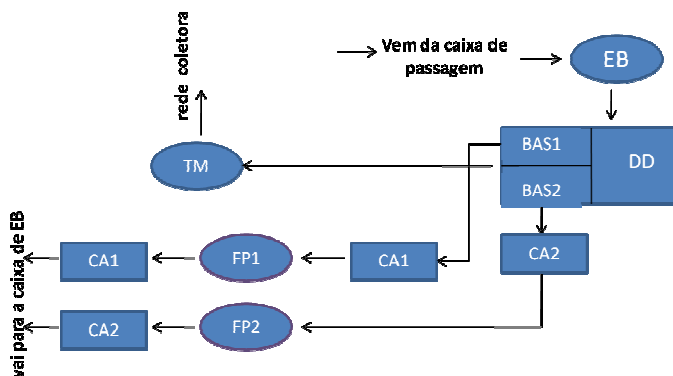 Vem da caixa de
passagem
EB
rede coletora
BAS1
DD
TM
BAS2
CA2
CA1
FP1
CA1
CA2
FP2
vai para a caixa de EB